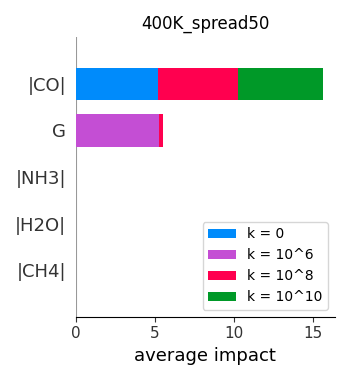 400K_spread50
|CO|
G
|NH3|
|H2O|
|CH4|
k = 0
k = 10^6
k = 10^8
k = 10^10
0 5 10 15
average impact